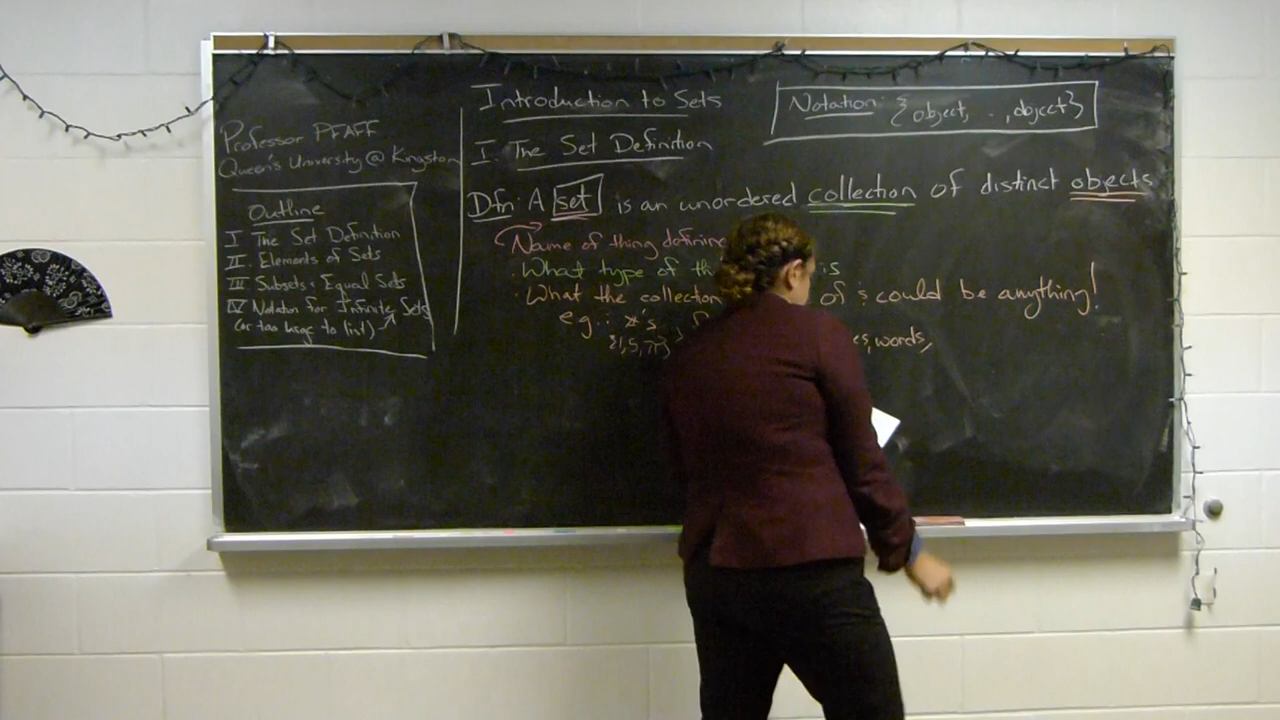 Professor PFAFF
Queen's University @ Kingston
Outline
I The Set Definition
II. Elements of Sets
III Subsets & Equal Sets
IV Notation for Infinite Sets
(or too large to list)
Introduction to Sets
Notation: {object, . . , object}
I. The Set Definition
Dfn: A set is an unordered collection of distinct objects
Name of thing defining
· What type of th is
· What the collection of ; could be anything!
e.g.: #'s,
{1,5,7} es, words,